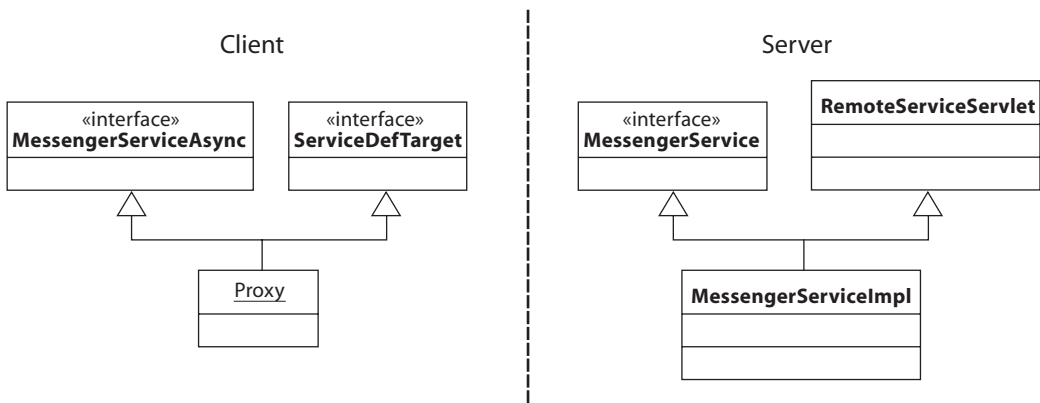 Client
Server
«interface»
MessengerServiceAsync
«interface»
ServiceDefTarget
«interface»
MessengerService
RemoteServiceServlet
Proxy
MessengerServiceImpl